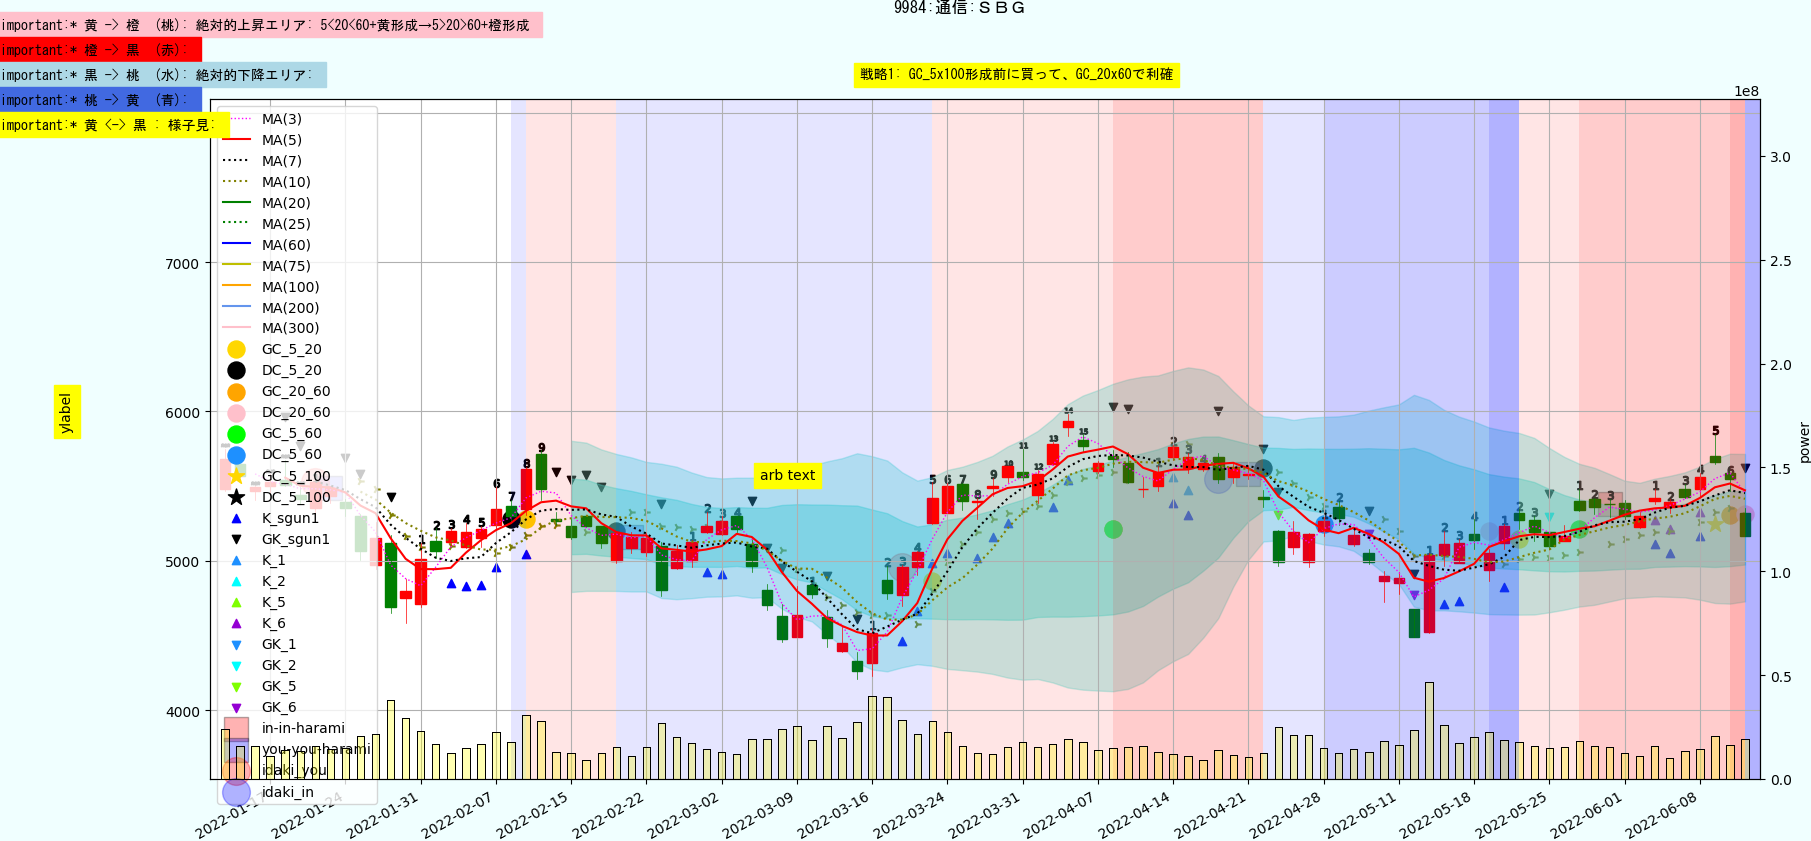 9984:通信:ＳＢＧ
important:* 黄 -> 橙 （桃）: 絶対的上昇エリア: 5<20<60+黄形成→5>20>60+橙形成
important:* 橙 -> 黒 （赤）:
important:* 黒 -> 桃 （水）: 絶対的下降エリア:
戦略1: GC_5x100形成前に買って、GC_20x60で利確
important:* 桃 -> 黄 （青）:
important:* 黄 <-> 黒 : 様子見:
1e8
MA(3)
MA(5)
MA(7)
MA(10)
MA(20)
MA(25)
MA(60)
MA(75)
MA(100)
MA(200)
MA(300)
GC_5_20
DC_5_20
GC_20_60
DC_20_60
GC_5_60
DC_5_60
GC_5_100
DC_5_100
K_sgun1
GK_sgun1
K_1
K_2
K_5
K_6
GK_1
GK_2
GK_5
GK_6
in-in-harami
you-you-harami
idaki_you
idaki_in
7000
6000
5000
4000
ylabel
arb text
3.0
2.5
2.0
1.5
1.0
0.5
0.0
power
2022-01-17
2022-01-24
2022-01-31
2022-02-07
2022-02-15
2022-02-22
2022-03-02
2022-03-09
2022-03-16
2022-03-24
2022-03-31
2022-04-07
2022-04-14
2022-04-21
2022-04-28
2022-05-11
2022-05-18
2022-05-25
2022-06-01
2022-06-08